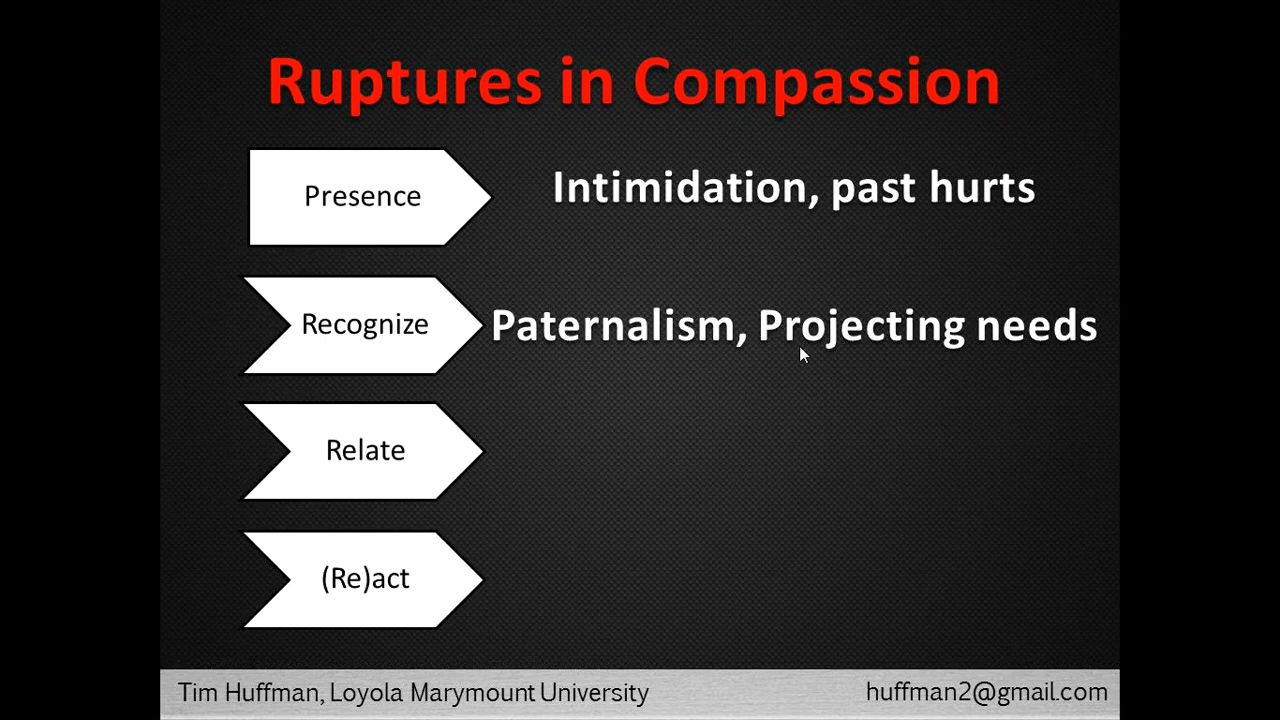 Ruptures in Compassion
Presence
Intimidation, past hurts
Recognize
Paternalism, Projecting needs
Relate
(Re)act
Tim Huffman, Loyola Marymount University
huffman2@gmail.com